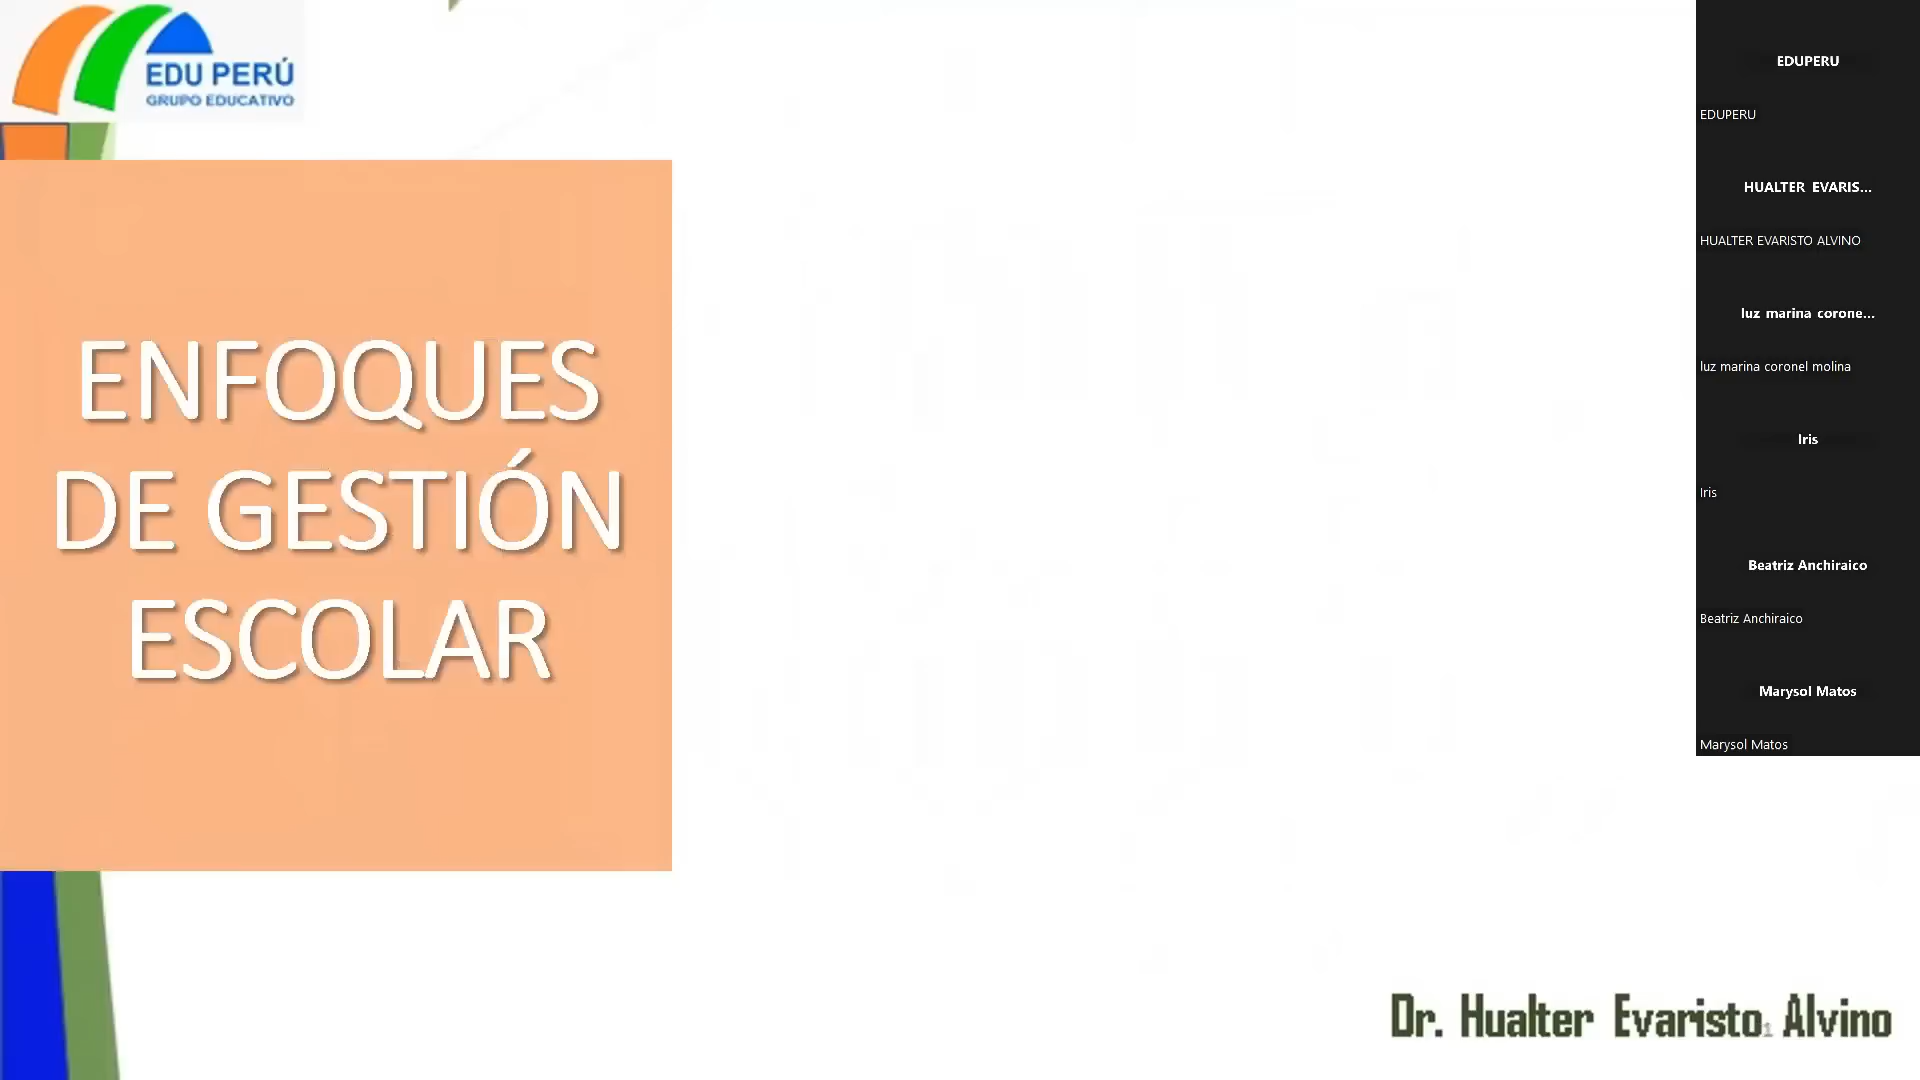 EDU PERÚ
GRUPO EDUCATIVO
ENFOQUES
DE GESTIÓN
ESCOLAR
Dr. Hualter Evaristo Alvino
1
EDUPERU
EDUPERU
HUALTER EVARIS...
HUALTER EVARISTO ALVINO
luz marina corone...
luz marina coronel molina
Iris
Iris
Beatriz Anchiraico
Beatriz Anchiraico
Marysol Matos
Marysol Matos